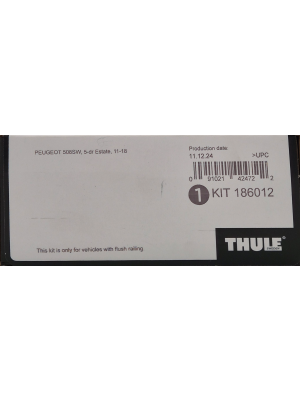 Production date:
PEUGEOT 508SW, 5-dr Estate, 11-18
11.12.24 >UPC
0 91021 42472 2
1 KIT 186012
THULE
SWEDEN
This kit is only for vehicles with flush railing.